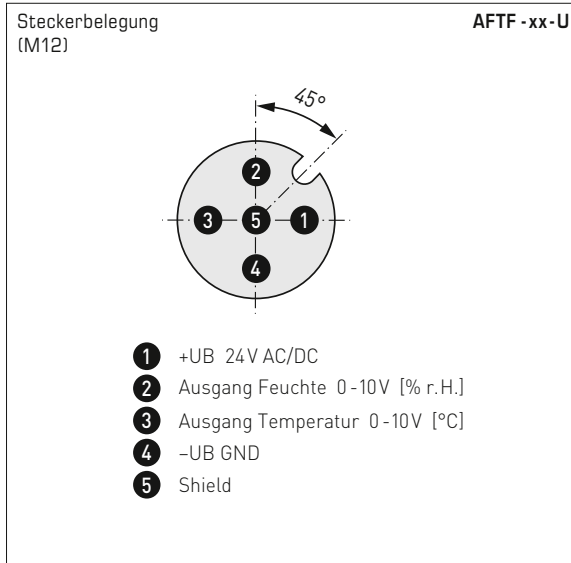 Steckerbelegung
(M12)
AFTF -xx-U
45°
2
3 5 1
4
1 +UB 24V AC/DC
2 Ausgang Feuchte 0-10V [% r.H.]
3 Ausgang Temperatur 0-10V [°C]
4 –UB GND
5 Shield